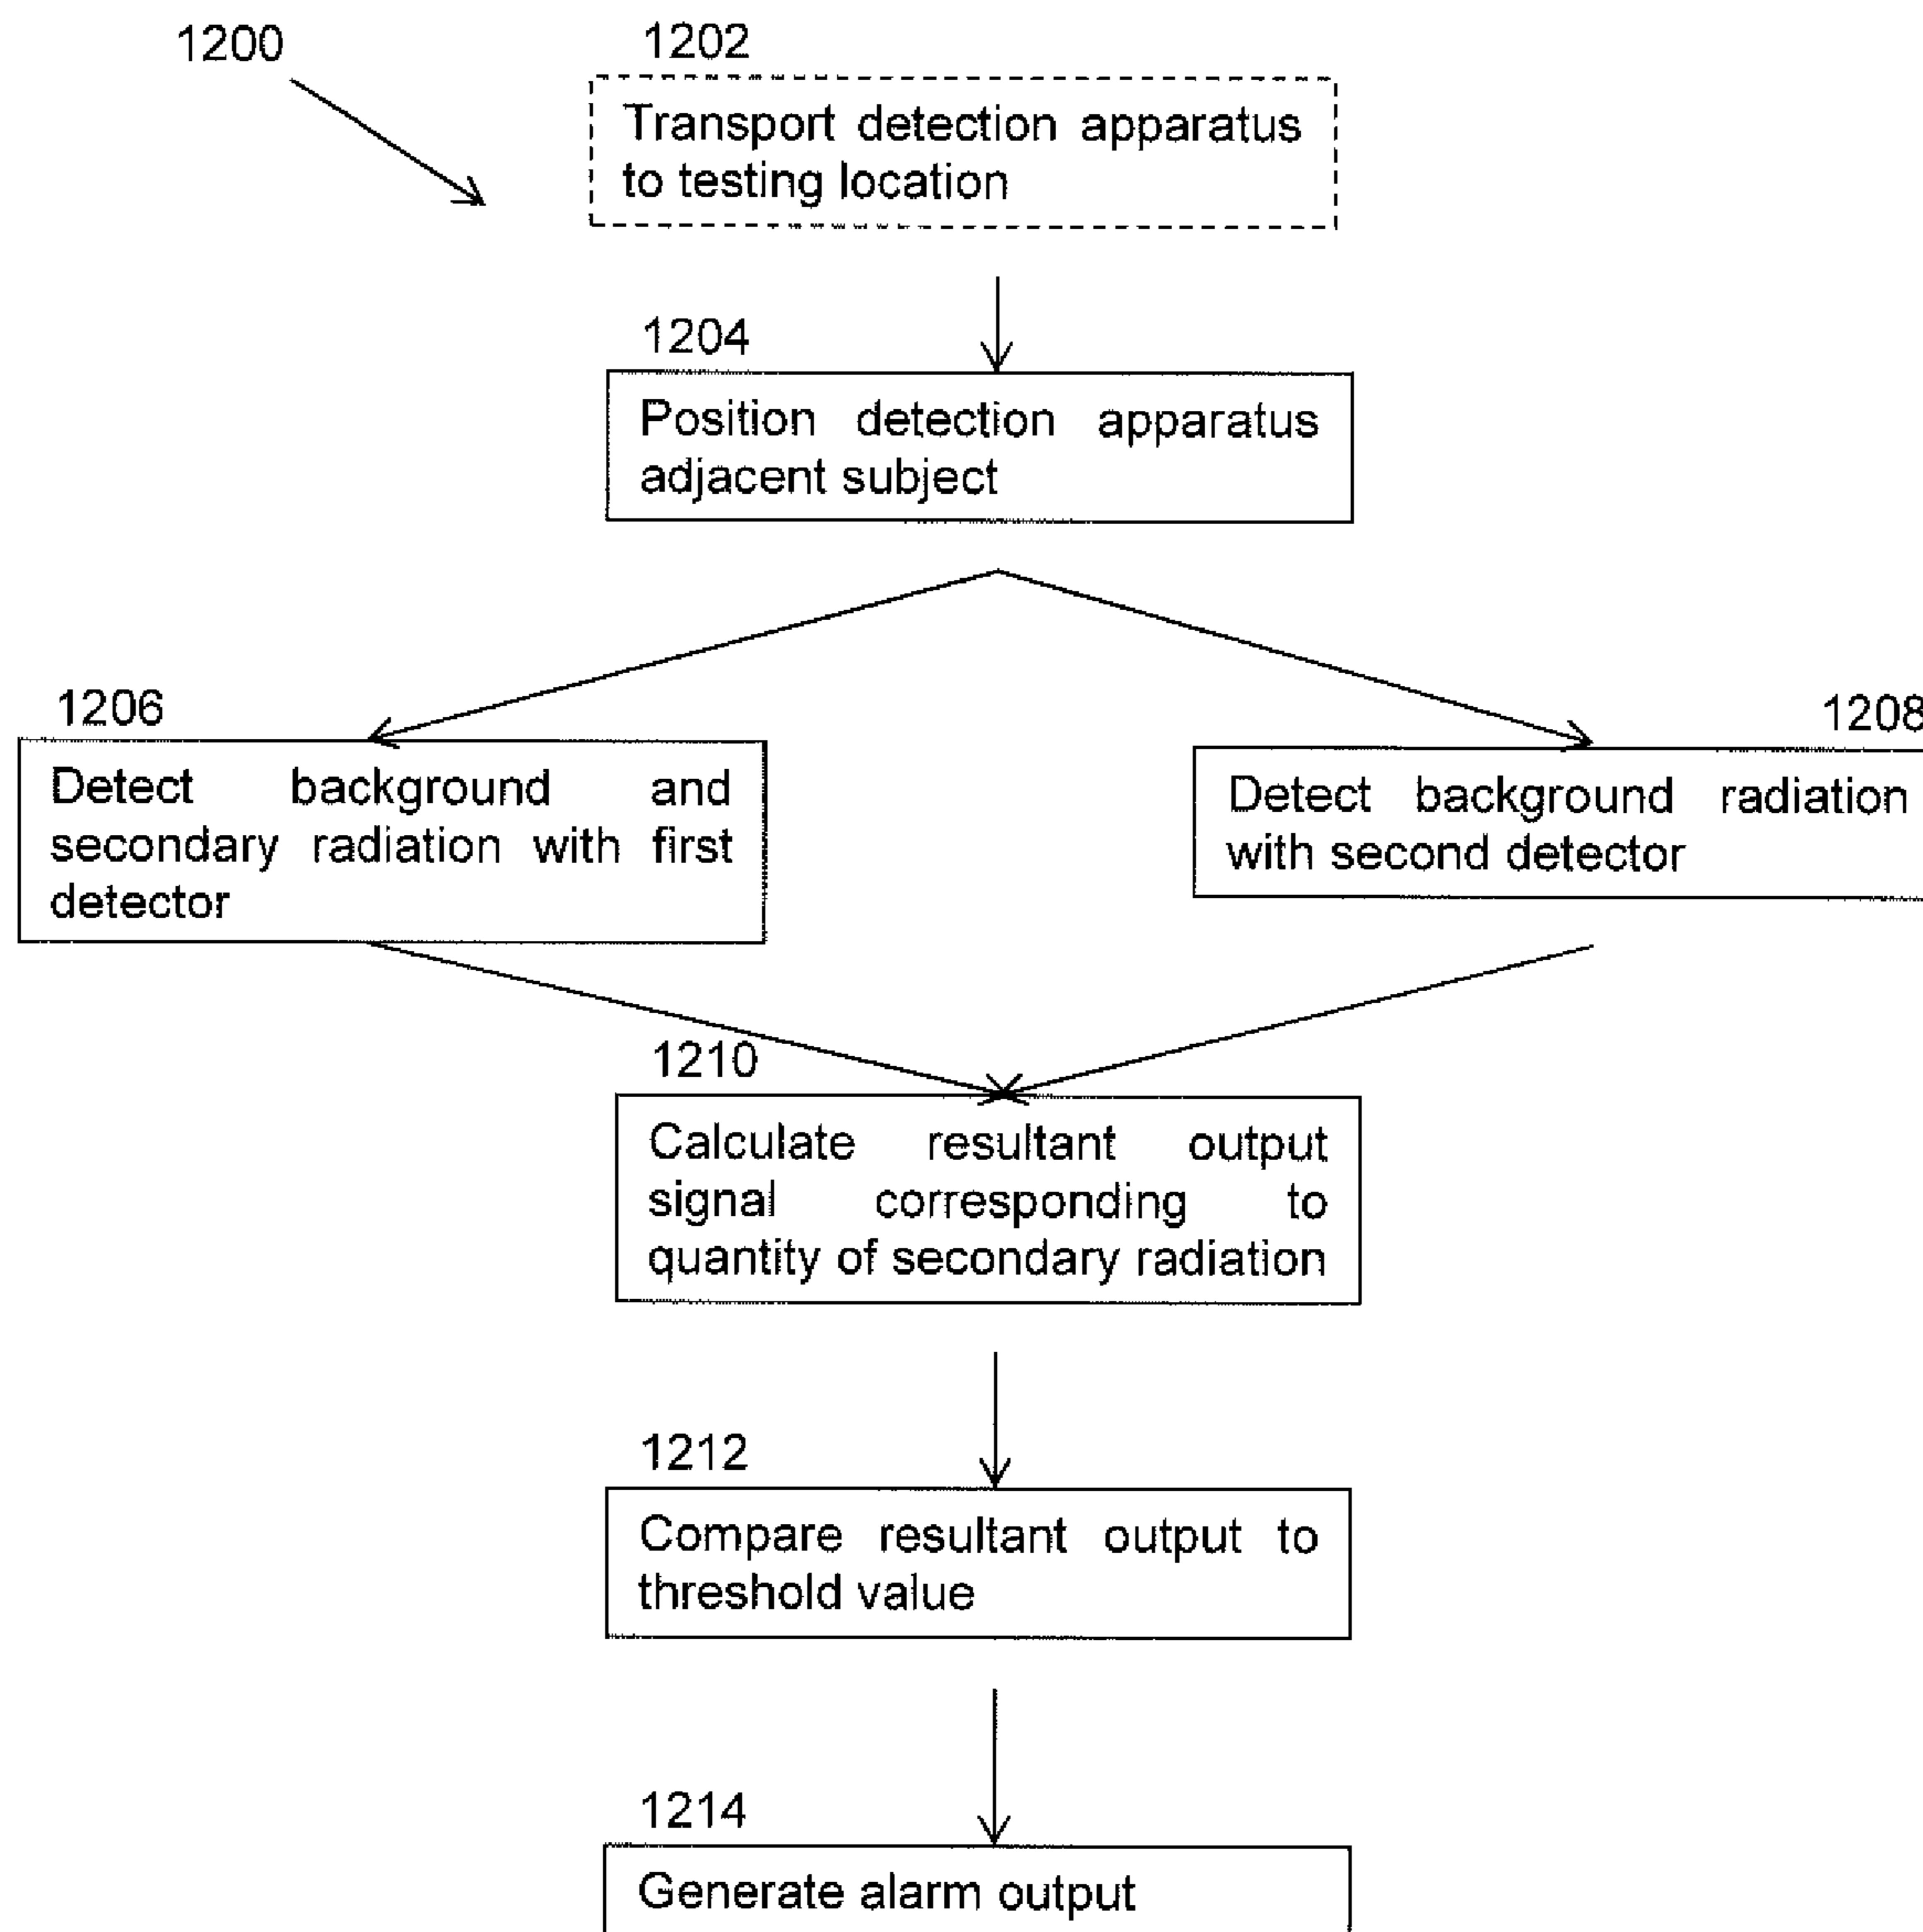 1200
1202
Transport detection apparatus
to testing location
1204
Position detection apparatus
adjacent subject
1206
Detect background and
secondary radiation with first
detector
1208
Detect background radiation
with second detector
1210
Calculate resultant output
signal corresponding to
quantity of secondary radiation
1212
Compare resultant output to
threshold value
1214
Generate alarm output